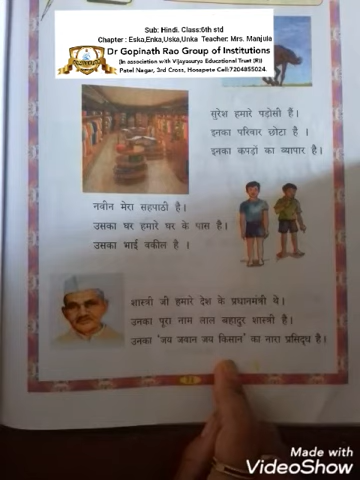 Sub: Hindi. Class:6th std
Chapter : Eska,Enka,Uska,Unka Teacher: Mrs. Manjula
Dr Gopinath Rao Group of Institutions
(In association with Vijayasurya Educational Trust (R))
Patel Nagar, 3rd Cross, Hosapete Cell:7204855024.
सुरेश हमारे पड़ोसी हैं।
इनका परिवार छोटा है ।
इनका कपड़ों का व्यापार है।
नवीन मेरा सहपाठी है।
उसका घर हमारे घर के पास है।
उसका भाई वकील है ।
शास्त्री जी हमारे देश के प्रधानमंत्री थे।
उनका पूरा नाम लाल बहादुर शास्त्री है।
उनका 'जय जवान जय किसान' का नारा प्रसिद्ध है।
Made with
VideoShow